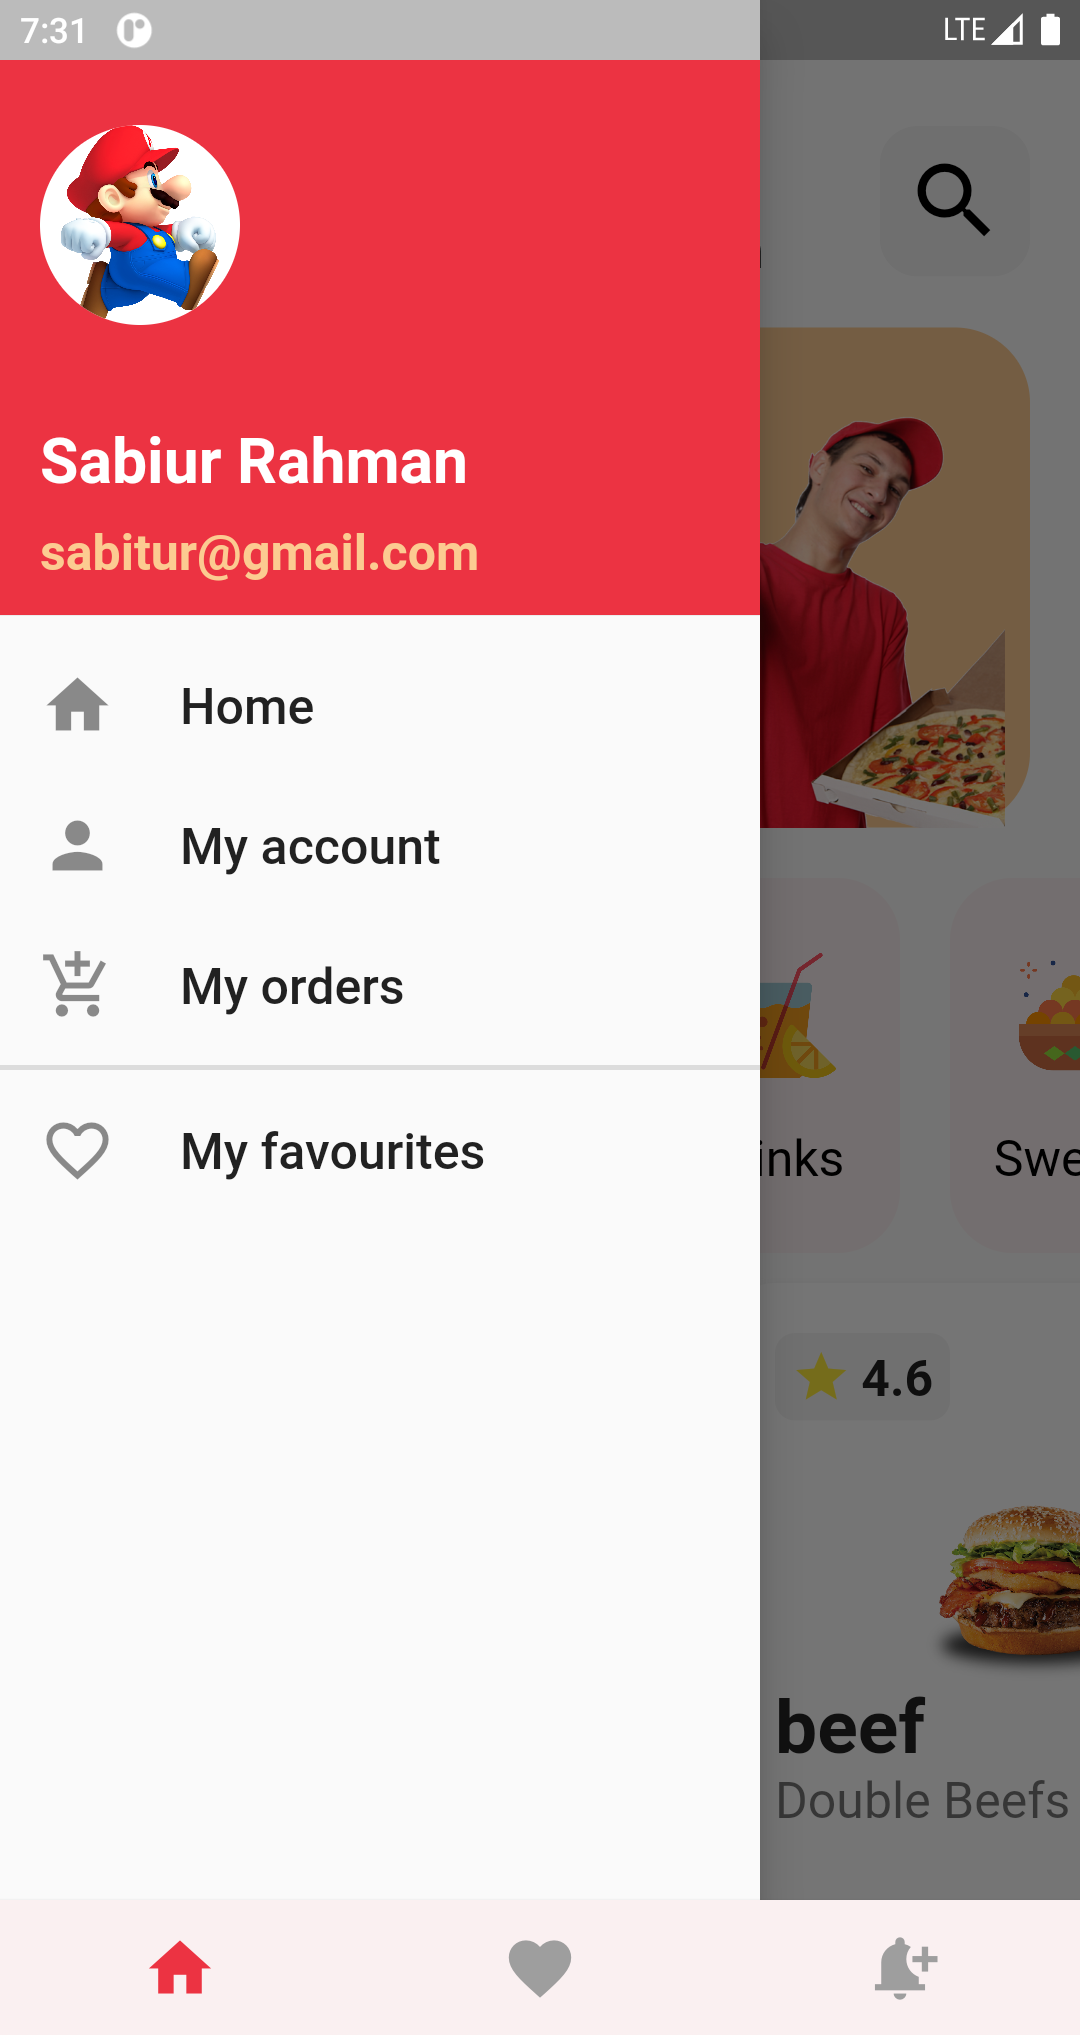 7:31
LTE
Sabiur Rahman
sabitur@gmail.com
Home
My account
My orders
My favourites
inks
Swe
4.6
beef
Double Beefs